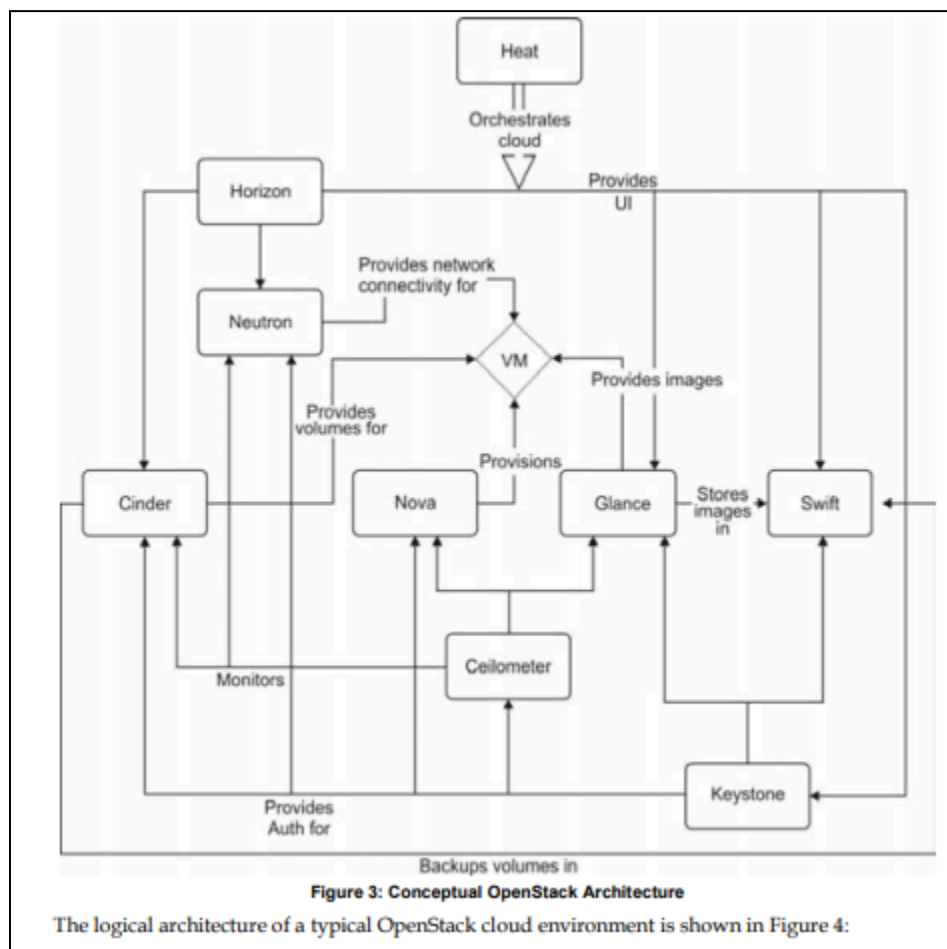 Heat
Orchestrates
cloud
Provides
UI
Horizon
Provides network
connectivity for
Neutron
VM
Provides images
Provides
volumes for
Provisions
Cinder
Nova
Glance
Stores
images
in
Swift
Ceilometer
Monitors
Keystone
Provides
Auth for
Backups volumes in
Figure 3: Conceptual OpenStack Architecture
The logical architecture of a typical OpenStack cloud environment is shown in Figure 4: